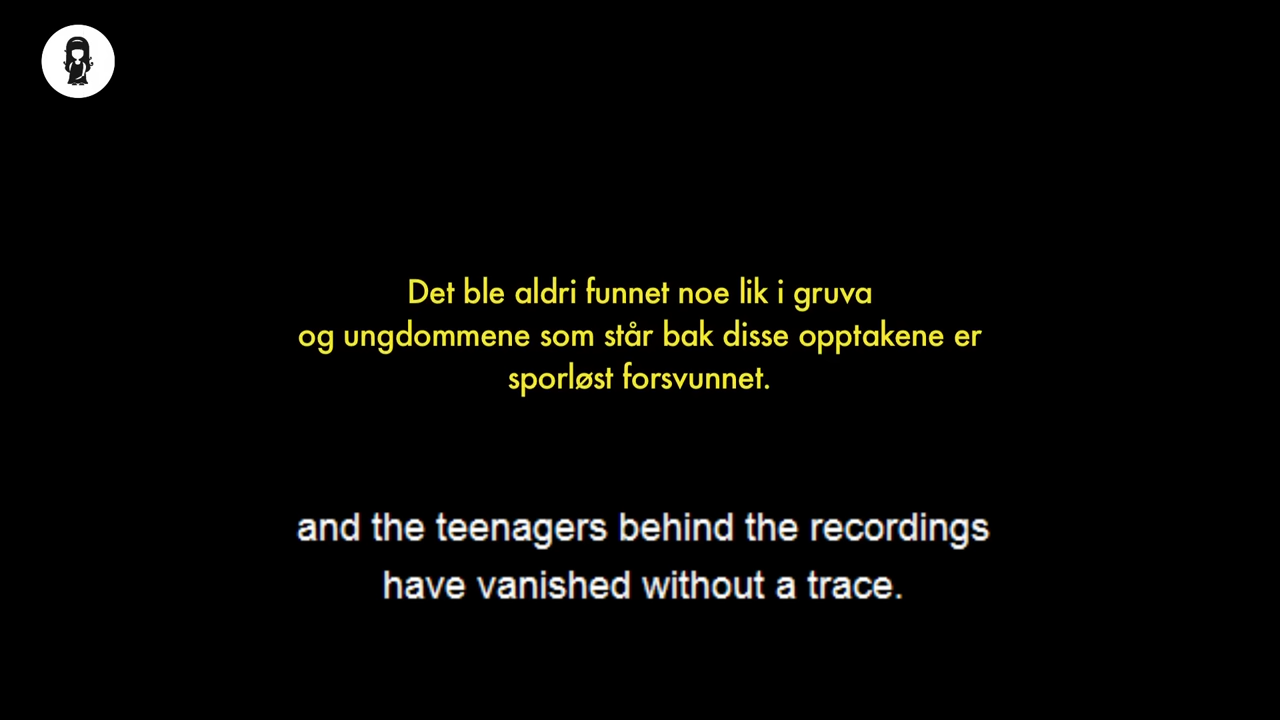 Det ble aldri funnet noe lik i gruva
og ungdommene som står bak disse opptakene er
sporløst forsvunnet.
and the teenagers behind the recordings
have vanished without a trace.